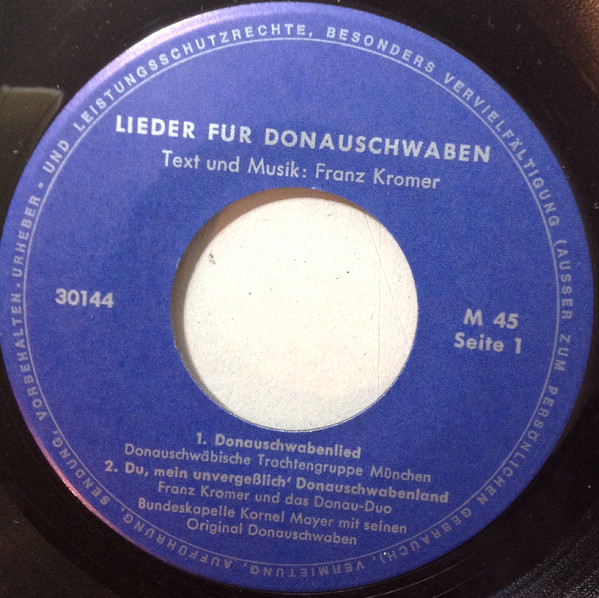 URHEBER- UND LEISTUNGSSCHUTZRECHTE, BESONDERS VERVIELFÄLTIGUNG (AUSSER ZUM PERSÖNLICHEN GEBRAUCH), VERMIETUNG, AUFFÜHRUNG, SENDUNG, VORBEHALTEN.
LIEDER FUR DONAUSCHWABEN
Text und Musik: Franz Kromer
30144
M 45
Seite 1
1. Donauschwabenlied
Donauschwäbische Trachtengruppe München
2. Du, mein unvergeßlich' Donauschwabenland
Franz Kromer und das Donau-Duo
Bundeskapelle Kornel Mayer mit seinen
Original Donauschwaben